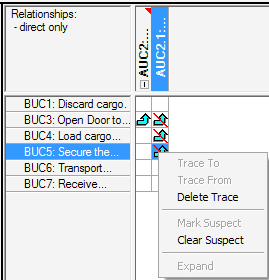 Relationships:
- direct only
AUC2:...
AUC2.1:...
BUC1: Discard cargo.
BUC3: Open Door to...
BUC4: Load cargo...
BUC5: Secure the...
BUC6: Transport...
BUC7: Receive...
Trace To
Trace From
Delete Trace
Mark Suspect
Clear Suspect
Expand